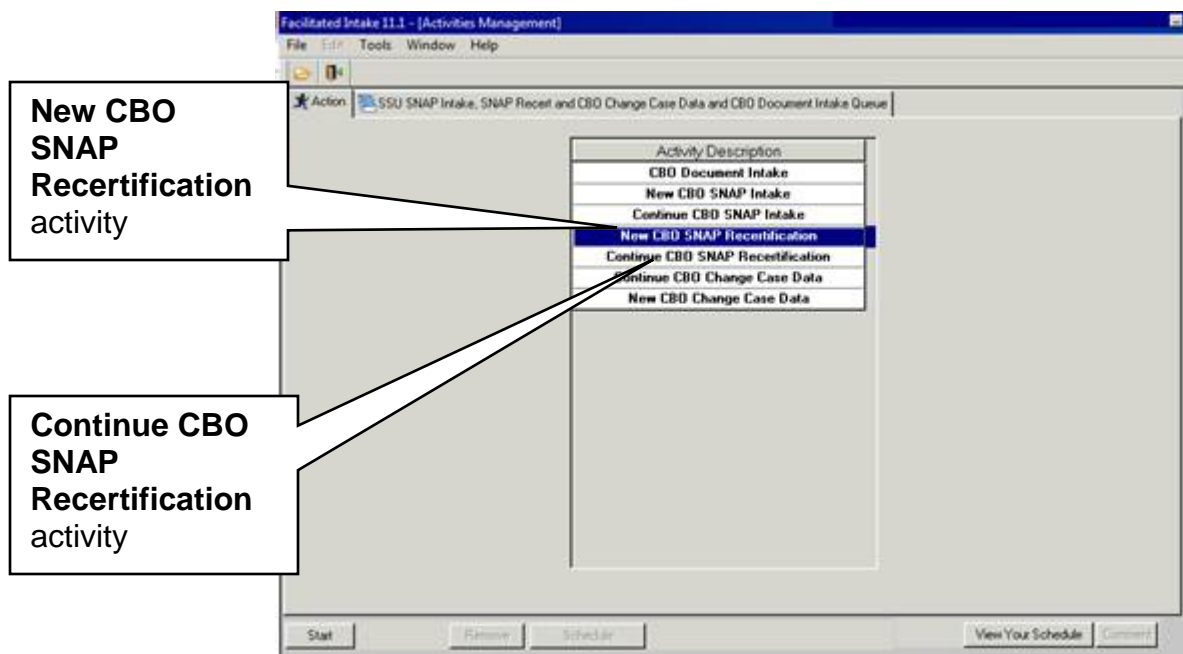 Facilitated Intake 11.1 - [Activities Management]
File Edit Tools Window Help
Action SSU SNAP Intake, SNAP Recert and CBO Change Case Data and CBO Document Intake Queue
New CBO
SNAP
Recertification
activity
Activity Description
CBO Document Intake
New CBO SNAP Intake
Continue CBO SNAP Intake
New CBO SNAP Recertification
Continue CBO SNAP Recertification
Continue CBO Change Case Data
New CBO Change Case Data
Continue CBO
SNAP
Recertification
activity
Start Remove Schedule View Your Schedule Comment